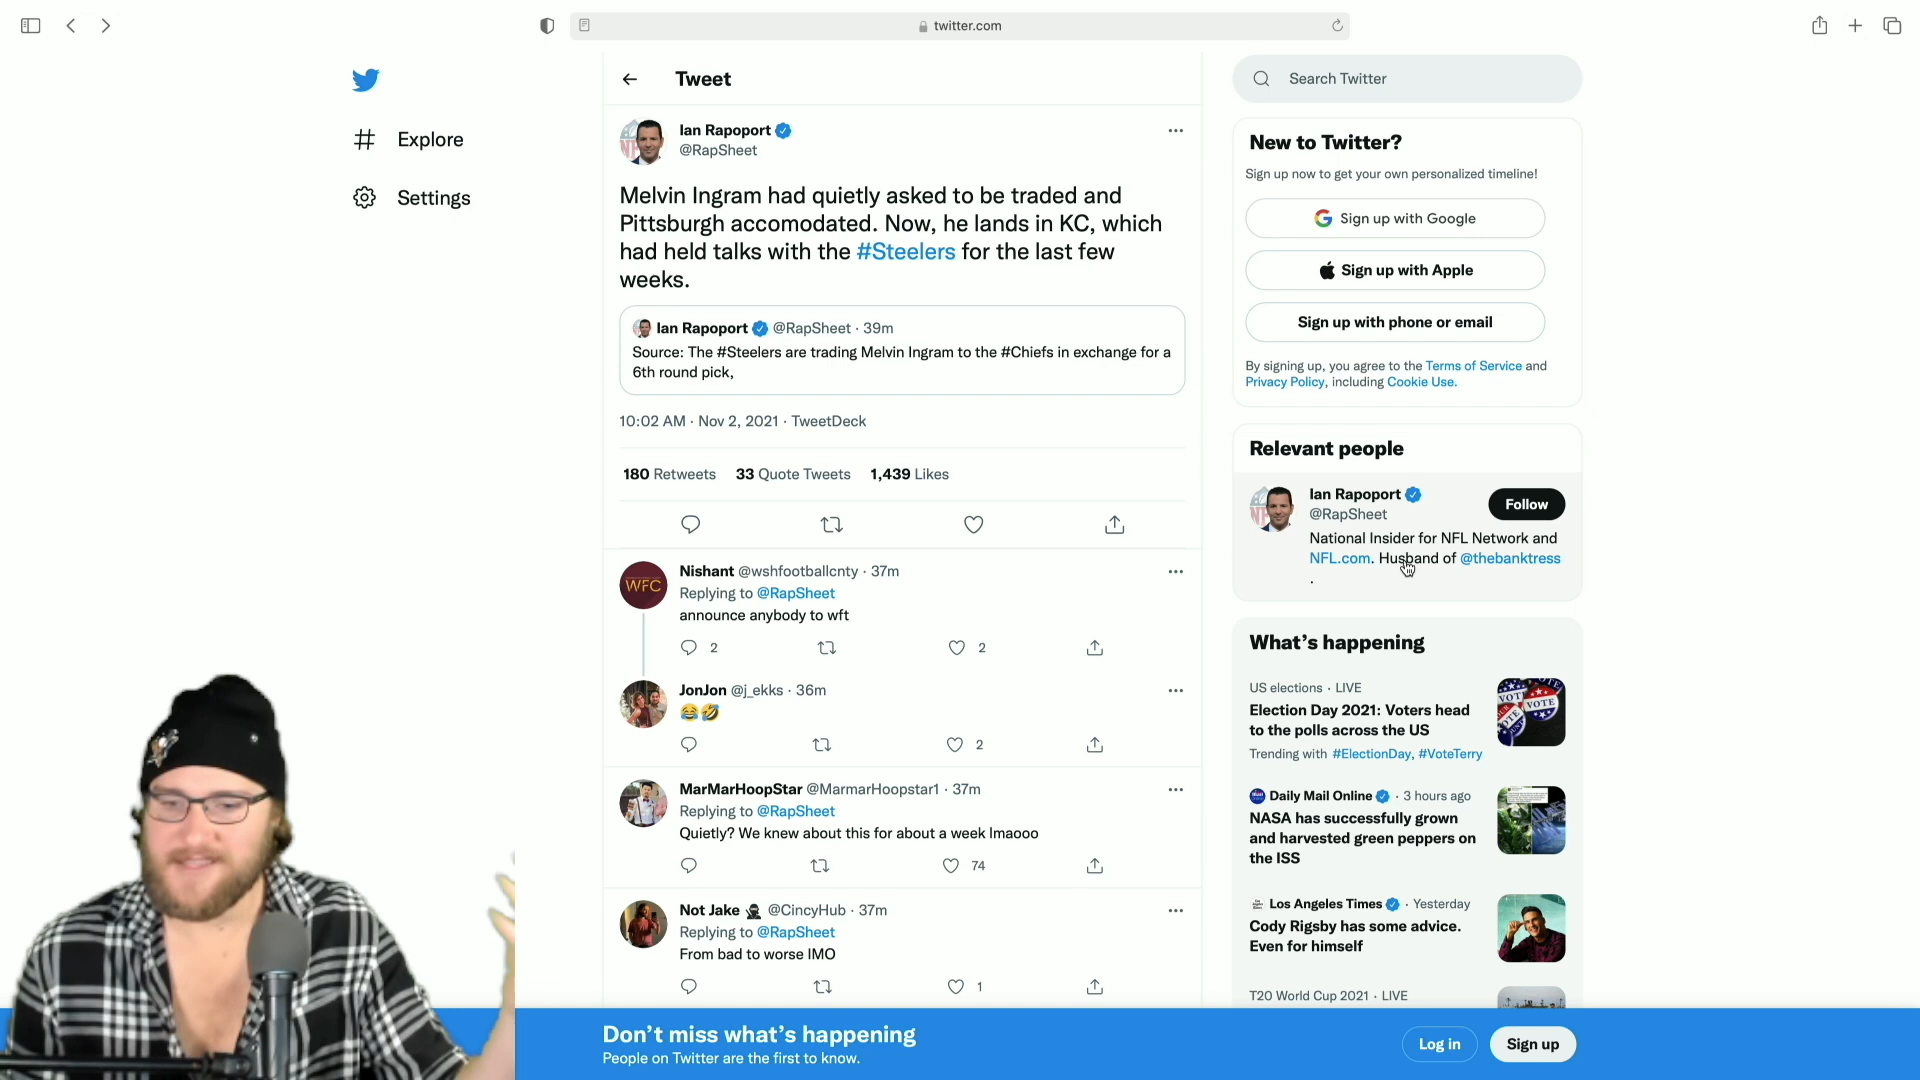 twitter.com
Explore
Settings
Tweet
Ian Rapoport
@RapSheet
Melvin Ingram had quietly asked to be traded and
Pittsburgh accomodated. Now, he lands in KC, which
had held talks with the #Steelers for the last few
weeks.
Ian Rapoport @RapSheet · 39m
Source: The #Steelers are trading Melvin Ingram to the #Chiefs in exchange for a
6th round pick,
10:02 AM · Nov 2, 2021 · TweetDeck
180 Retweets 33 Quote Tweets 1,439 Likes
WFC
Nishant @wshfootballcnty · 37m
Replying to @RapSheet
announce anybody to wft
2 2
JonJon @j_ekks · 36m
😂🤣
2
MarMarHoopStar @MarmarHoopstar1 · 37m
Replying to @RapSheet
Quietly? We knew about this for about a week lmaooo
74
Not Jake 🥷 @CincyHub · 37m
Replying to @RapSheet
From bad to worse IMO
1
Search Twitter
New to Twitter?
Sign up now to get your own personalized timeline!
Sign up with Google
Sign up with Apple
Sign up with phone or email
By signing up, you agree to the Terms of Service and
Privacy Policy, including Cookie Use.
Relevant people
Ian Rapoport
@RapSheet
Follow
National Insider for NFL Network and
NFL.com. Husband of @thebanktress
.
What's happening
US elections · LIVE
Election Day 2021: Voters head
to the polls across the US
Trending with #ElectionDay, #VoteTerry
VOTE
Daily Mail Online · 3 hours ago
NASA has successfully grown
and harvested green peppers on
the ISS
Los Angeles Times · Yesterday
Cody Rigsby has some advice.
Even for himself
T20 World Cup 2021 · LIVE
Don't miss what's happening
People on Twitter are the first to know.
Log in
Sign up